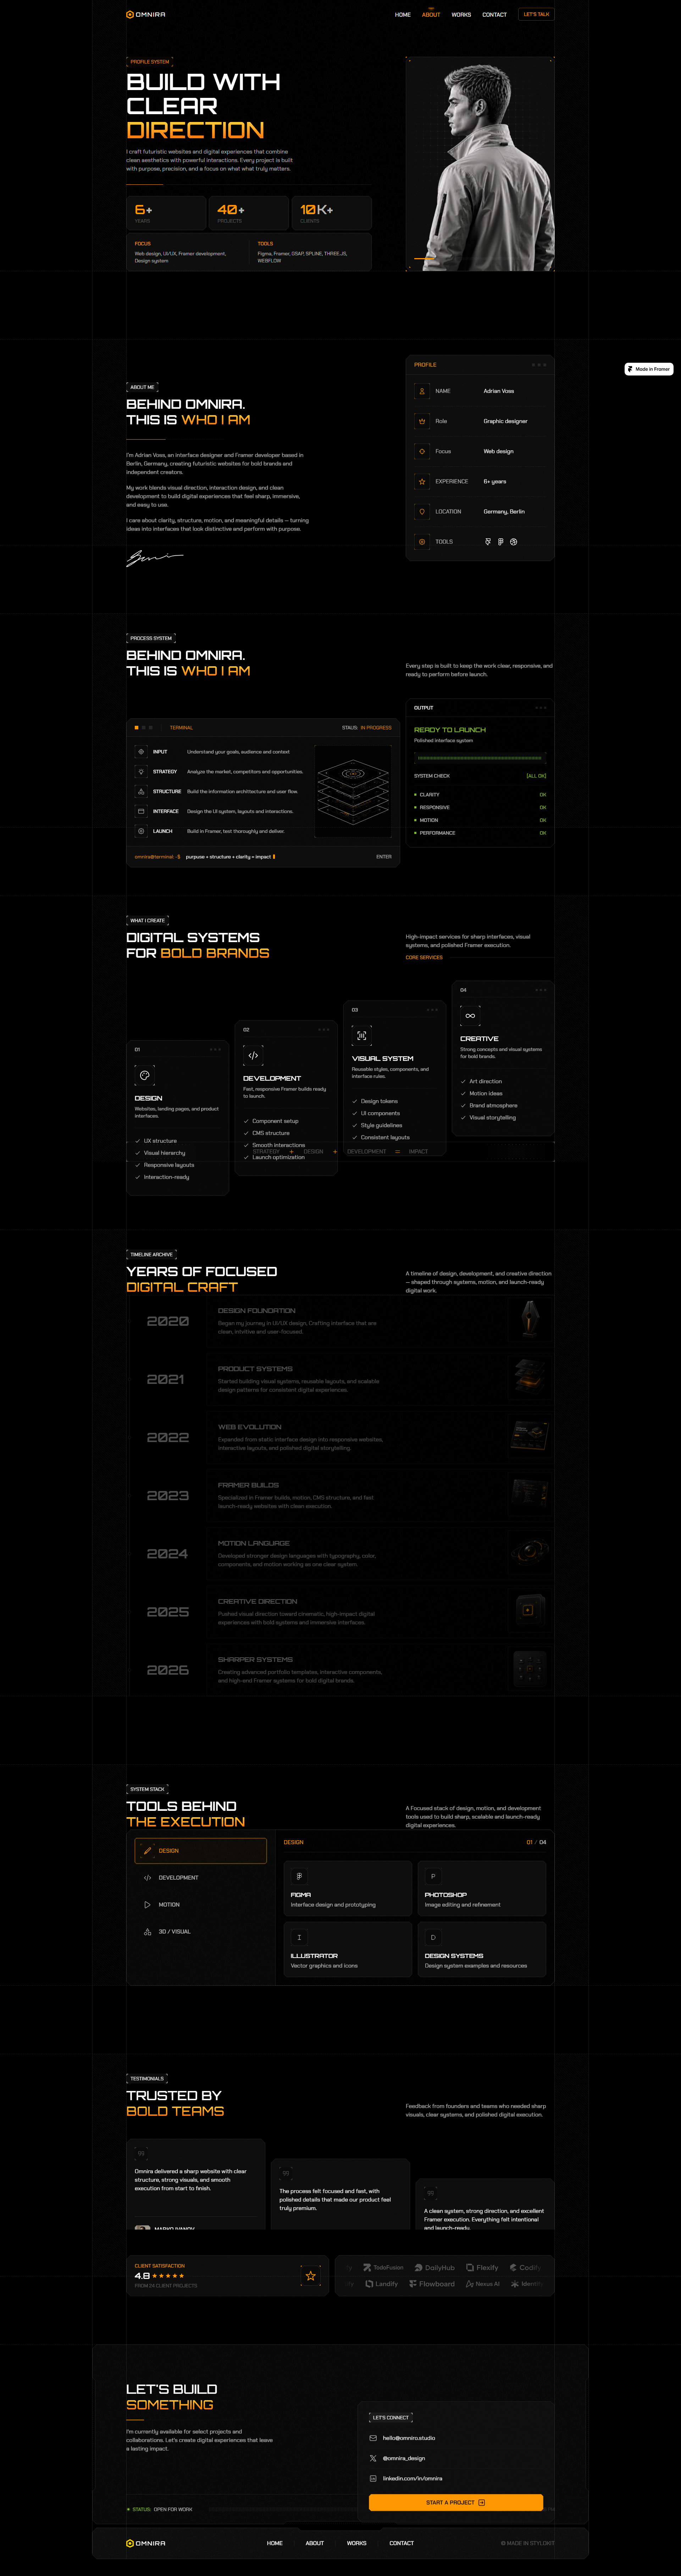 OMNIRA
HOME ABOUT WORKS CONTACT LET'S TALK
PROFILE SYSTEM
BUILD WITH
CLEAR
DIRECTION
I craft futuristic websites and digital experiences that combine
clean aesthetics with powerful interactions. Every project is built
with purpose, precision, and a focus on what what truly matters.
6+ 40+ 10K+
YEARS PROJECTS CLIENTS
FOCUS
Web design, UI/UX, Framer development,
Design system
TOOLS
Figma, Framer, GSAP, SPLINE, THREE.JS,
WEBFLOW
Made in Framer
ABOUT ME
BEHIND OMNIRA.
THIS IS WHO I AM
I'm Adrian Voss, an interface designer and Framer developer based in
Berlin, Germany, creating futuristic websites for bold brands and
independent creators.
My work blends visual direction, interaction design, and clean
development to build digital experiences that feel sharp, immersive,
and easy to use.
I care about clarity, structure, motion, and meaningful details — turning
ideas into interfaces that look distinctive and perform with purpose.
PROFILE
NAME Adrian Voss
Role Graphic designer
Focus Web design
EXPERIENCE 6+ years
LOCATION Germany, Berlin
TOOLS
PROCESS SYSTEM
BEHIND OMNIRA.
THIS IS WHO I AM
Every step is built to keep the work clear, responsive, and
ready to perform before launch.
TERMINAL STAUS: IN PROGRESS
INPUT Understand your goals, audience and context
STRATEGY Analyze the market, competitors and opportunities.
STRUCTURE Build the information architecture and user flow.
INTERFACE Design the UI system, layouts and interactions.
LAUNCH Build in Framer, test thoroughly and deliver.
omnira@terminal :$ purpuse + structure + clarity = impact ENTER
OUTPUT
READY TO LAUNCH
Polished interface system
SYSTEM CHECK [ALL OK]
CLARITY OK
RESPONSIVE OK
MOTION OK
PERFORMANCE OK
WHAT I CREATE
DIGITAL SYSTEMS
FOR BOLD BRANDS
High-impact services for sharp interfaces, visual
systems, and polished Framer execution.
CORE SERVICES
01
DESIGN
Websites, landing pages, and product
interfaces.
UX structure
Visual hierarchy
Responsive layouts
Interaction-ready
02
DEVELOPMENT
Fast, responsive Framer builds ready
to launch.
Component setup
CMS structure
Smooth interactions
Launch optimization
03
VISUAL SYSTEM
Reusable styles, components, and
interface rules.
Design tokens
UI components
Style guidelines
Consistent layouts
04
CREATIVE
Strong concepts and visual systems
for bold brands.
Art direction
Motion ideas
Brand atmosphere
Visual storytelling
STRATEGY + DESIGN + DEVELOPMENT = IMPACT
TIMELINE ARCHIVE
YEARS OF FOCUSED
DIGITAL CRAFT
A timeline of design, development, and creative direction
— shaped through systems, motion, and launch-ready
digital work.
2020
DESIGN FOUNDATION
Began my journey in UI/UX design, Crafting interface that are
clean, intuitive and user-focused.
2021
PRODUCT SYSTEMS
Started building visual systems, reusable layouts, and scalable
design patterns for consistent digital experiences.
2022
WEB EVOLUTION
Expanded from static interface design into responsive websites,
interactive layouts, and polished digital storytelling.
2023
FRAMER BUILDS
Specialized in Framer builds, motion, CMS structure, and fast
launch-ready websites with clean execution.
2024
MOTION LANGUAGE
Developed stronger design languages with typography, color,
components, and motion working as one clear system.
2025
CREATIVE DIRECTION
Pushed visual direction toward cinematic, high-impact digital
experiences with bold systems and immersive interfaces.
2026
SHARPER SYSTEMS
Creating advanced portfolio templates, interactive components,
and high-end Framer systems for bold digital brands.
SYSTEM STACK
TOOLS BEHIND
THE EXECUTION
A Focused stack of design, motion, and development
tools used to build sharp, scalable and launch-ready
digital experiences.
DESIGN
DEVELOPMENT
MOTION
3D / VISUAL
DESIGN 01 / 04
FIGMA
Interface design and prototyping
P
PHOTOSHOP
Image editing and refinement
I
ILLUSTRATOR
Vector graphics and icons
D
DESIGN SYSTEMS
Design system examples and resources
TESTIMONIALS
TRUSTED BY
BOLD TEAMS
Feedback from founders and teams who needed sharp
visuals, clear systems, and polished digital execution.
Omnira delivered a sharp website with clear
structure, strong visuals, and smooth
execution from start to finish.
MARKO IVANOV
The process felt focused and fast, with
polished details that made our product feel
truly premium.
A clean system, strong direction, and excellent
Framer execution. Everything felt intentional
and launch-ready.
CLIENT SATISFACTION
4.8
FROM 24 CLIENT PROJECTS
TodoFusion DailyHub Flexify
Landify Flowboard Nexus AI
LET'S BUILD
SOMETHING
I'm currently available for select projects and
collaborations. Let's create digital experiences that leave
a lasting impact.
STATUS: OPEN FOR WORK
LET'S CONNECT
hello@omniro.studio
@omnira_design
linkedin.com/in/omnira
START A PROJECT
OMNIRA
HOME ABOUT WORKS CONTACT
© MADE IN STYLOKIT